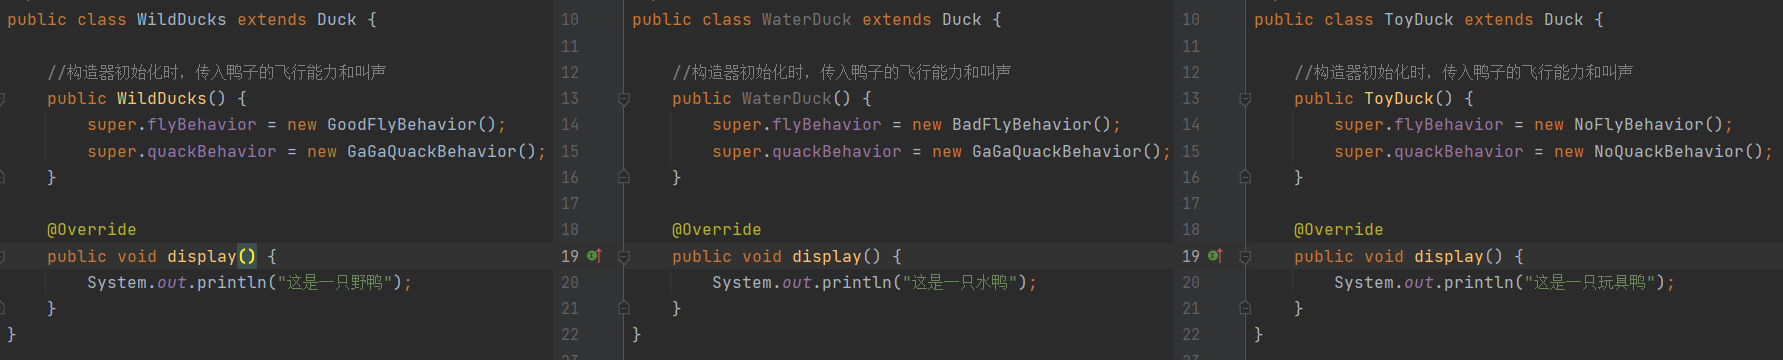 public class WildDucks extends Duck {
//构造器初始化时，传入鸭子的飞行能力和叫声
public WildDucks() {
super.flyBehavior = new GoodFlyBehavior();
super.quackBehavior = new GaGaQuackBehavior();
}
@Override
public void display() {
System.out.println("这是一只野鸭");
}
}
10 public class WaterDuck extends Duck {
11
12 //构造器初始化时，传入鸭子的飞行能力和叫声
13 public WaterDuck() {
14 super.flyBehavior = new BadFlyBehavior();
15 super.quackBehavior = new GaGaQuackBehavior();
16 }
17
18 @Override
19 public void display() {
20 System.out.println("这是一只水鸭");
21 }
22 }
10 public class ToyDuck extends Duck {
11
12 //构造器初始化时，传入鸭子的飞行能力和叫声
13 public ToyDuck() {
14 super.flyBehavior = new NoFlyBehavior();
15 super.quackBehavior = new NoQuackBehavior();
16 }
17
18 @Override
19 public void display() {
20 System.out.println("这是一只玩具鸭");
21 }
22 }